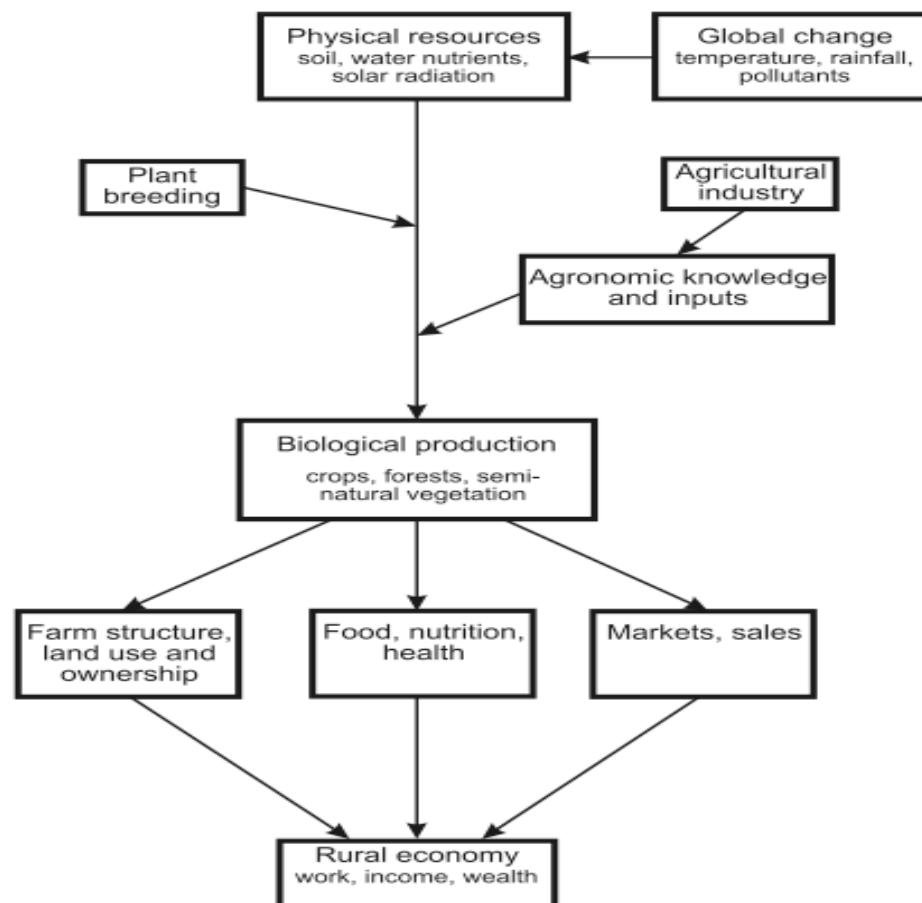 Physical resources
soil, water nutrients,
solar radiation
Global change
temperature, rainfall,
pollutants
Plant
breeding
Agricultural
industry
Agronomic knowledge
and inputs
Biological production
crops, forests, semi-
natural vegetation
Farm structure,
land use and
ownership
Food, nutrition,
health
Markets, sales
Rural economy
work, income, wealth